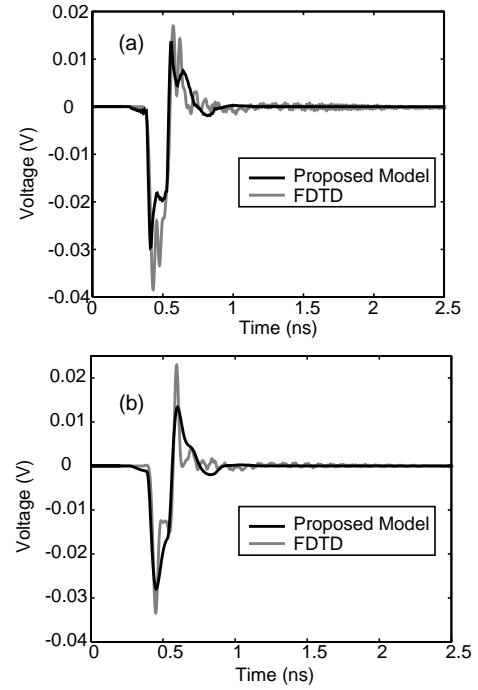 0.02
(a)
0.01
0
-0.01
-0.02
-0.03
-0.04
Voltage (V)
Proposed Model
FDTD
0 0.5 1 1.5 2 2.5
Time (ns)
0.02
(b)
0.01
0
-0.01
-0.02
-0.03
-0.04
Voltage (V)
Proposed Model
FDTD
0 0.5 1 1.5 2 2.5
Time (ns)